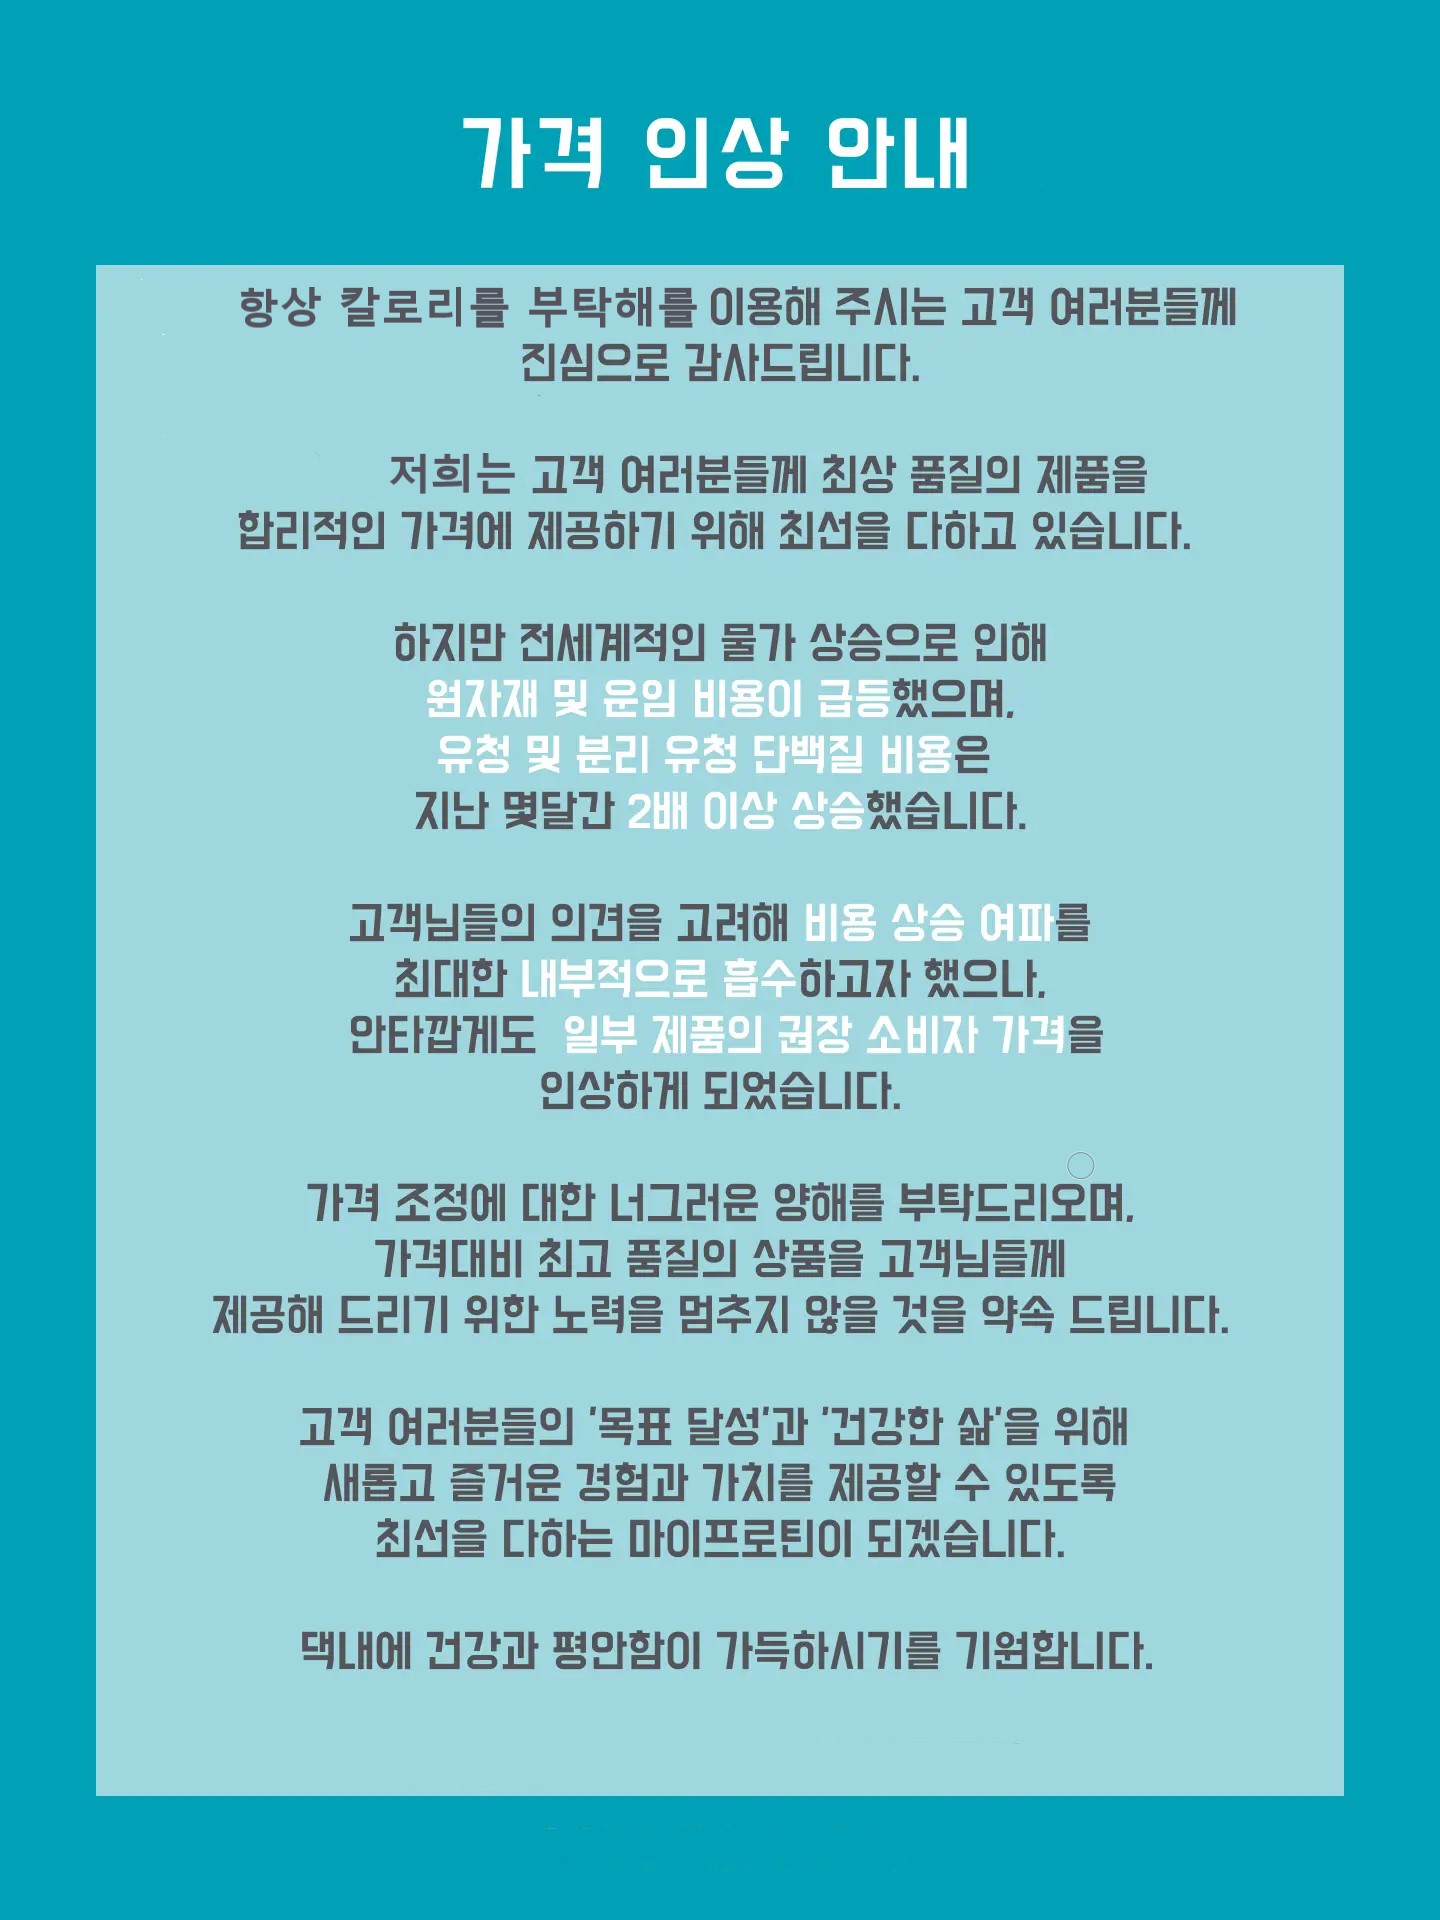 가격 인상 안내
항상 칼로리를 부탁해를 이용해 주시는 고객 여러분들께
진심으로 감사드립니다.
저희는 고객 여러분들께 최상 품질의 제품을
합리적인 가격에 제공하기 위해 최선을 다하고 있습니다.
하지만 전세계적인 물가 상승으로 인해
원자재 및 운임 비용이 급등했으며,
유청 및 분리 유청 단백질 비용은
지난 몇달간 2배 이상 상승했습니다.
고객님들의 의견을 고려해 비용 상승 여파를
최대한 내부적으로 흡수하고자 했으나,
안타깝게도 일부 제품의 권장 소비자 가격을
인상하게 되었습니다.
가격 조정에 대한 너그러운 양해를 부탁드리오며,
가격대비 최고 품질의 상품을 고객님들께
제공해 드리기 위한 노력을 멈추지 않을 것을 약속 드립니다.
고객 여러분들의 '목표 달성'과 '건강한 삶'을 위해
새롭고 즐거운 경험과 가치를 제공할 수 있도록
최선을 다하는 마이프로틴이 되겠습니다.
댁내에 건강과 평안함이 가득하시기를 기원합니다.